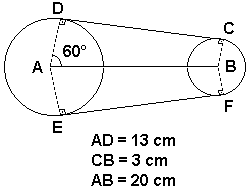 D
C
60°
A
B
E
F
AD = 13 cm
CB = 3 cm
AB = 20 cm